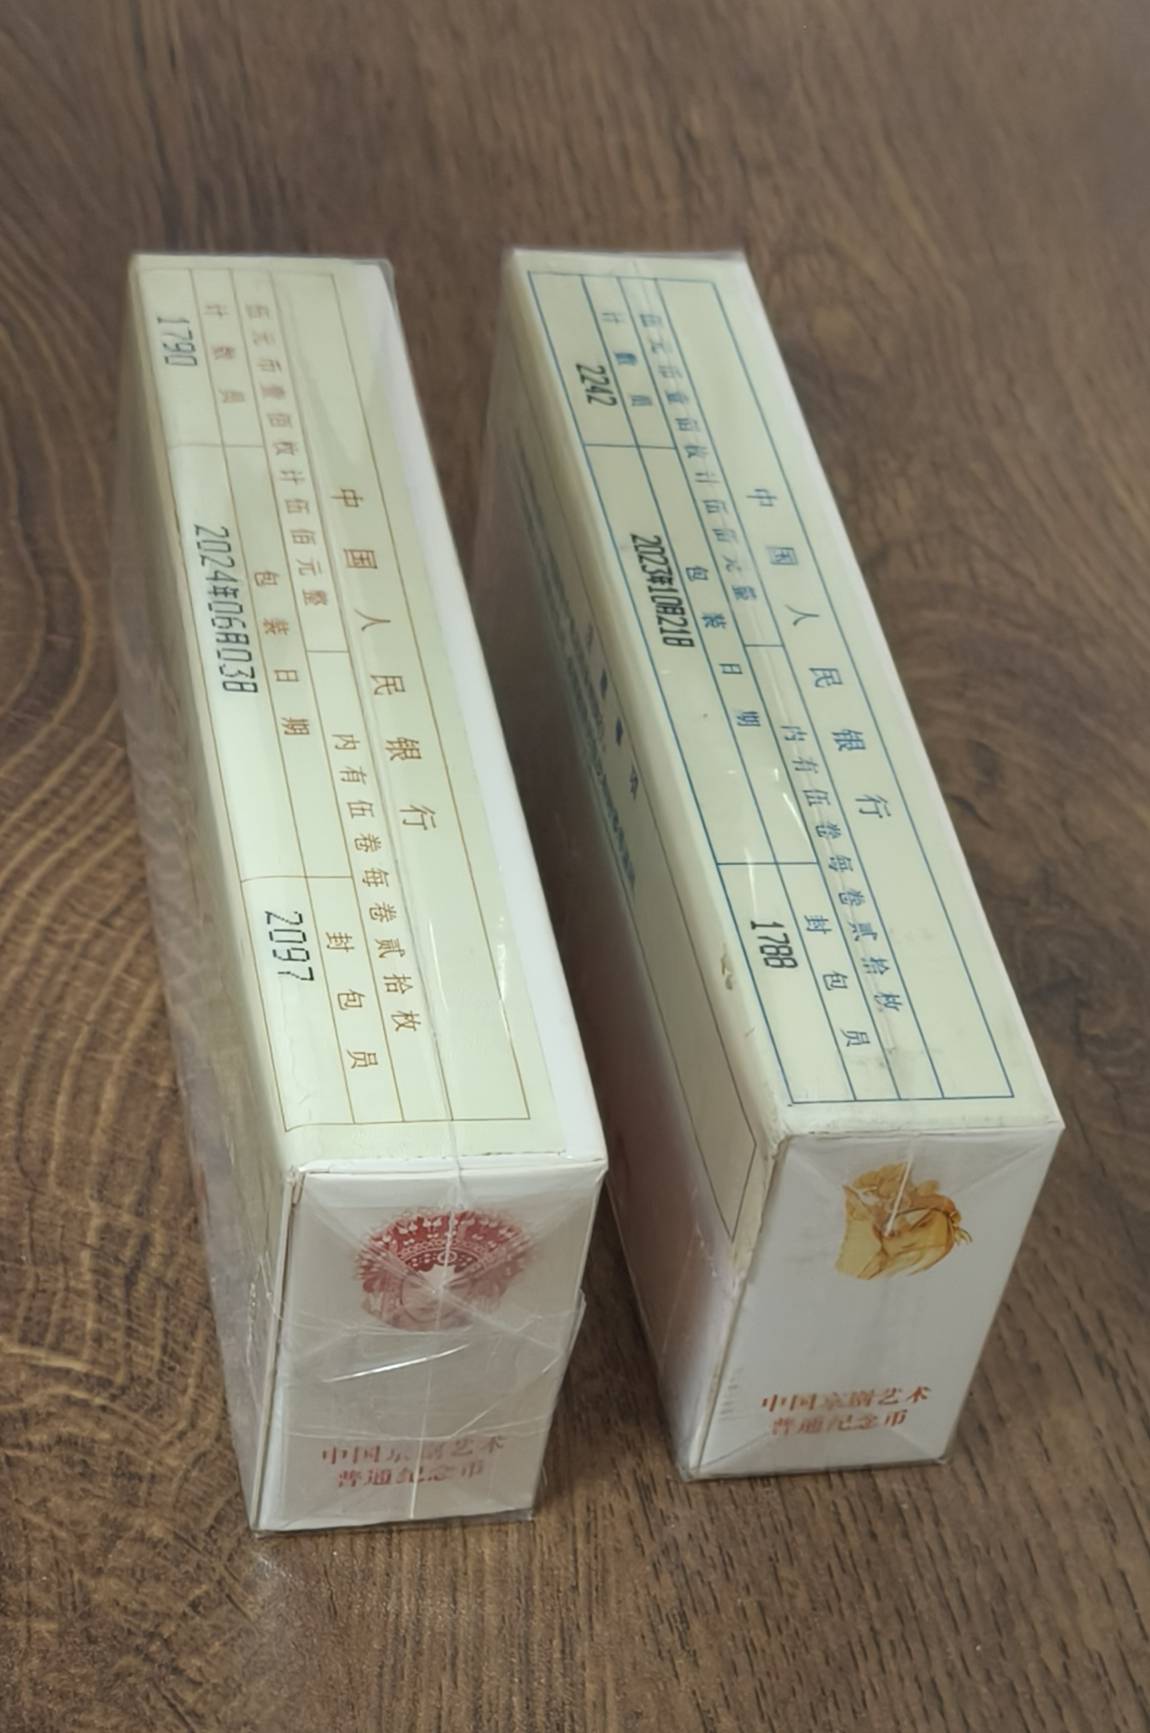 中国人民银行
内有伍卷每卷贰拾枚
伍元币壹佰枚计伍佰元整
计数员
包装日期
封包员
1790
2024年06月03日
2097
中国京剧艺术
普通纪念币
中国人民银行
内有伍卷每卷贰拾枚
伍元币壹佰枚计伍佰元整
计数员
包装日期
封包员
2242
2023年10月21日
1788
中国京剧艺术
普通纪念币